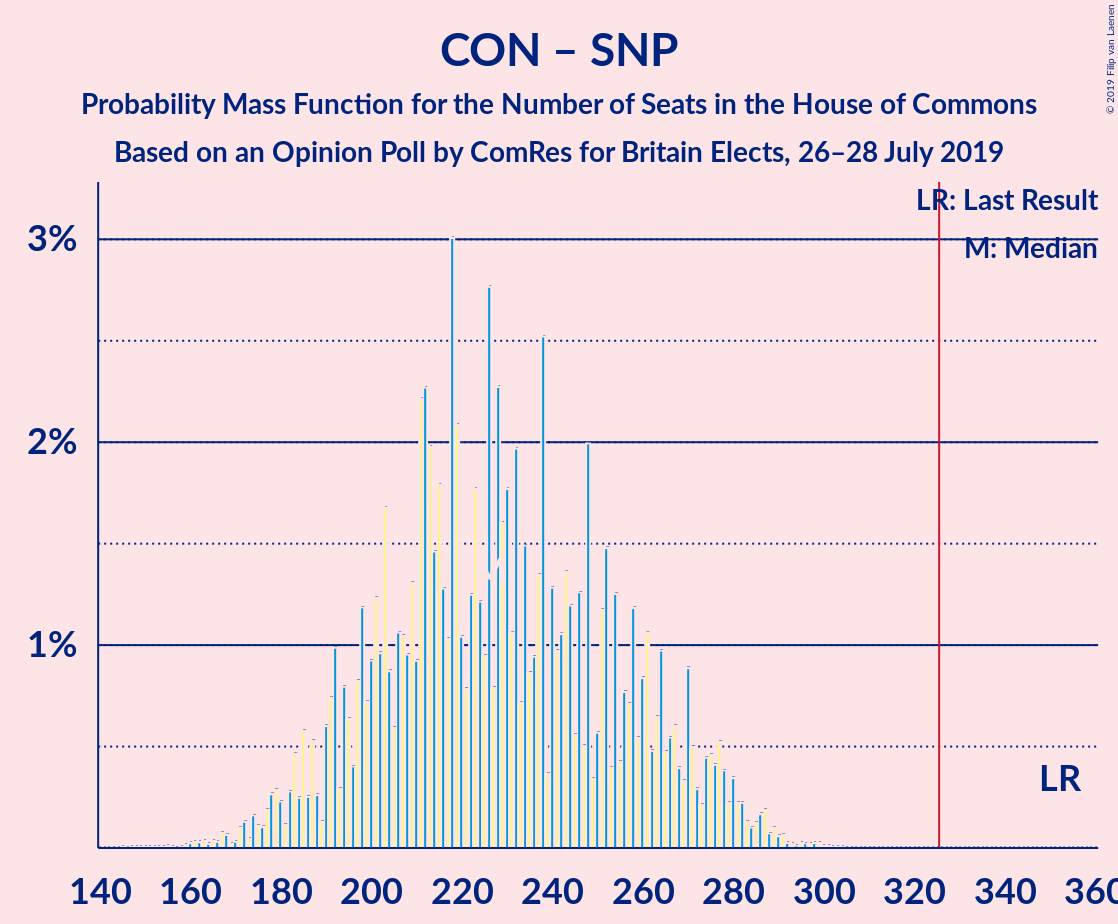 CON – SNP
Probability Mass Function for the Number of Seats in the House of Commons
Based on an Opinion Poll by ComRes for Britain Elects, 26–28 July 2019
© 2019 Filip van Laenen
LR: Last Result
M: Median
3%
2%
1%
LR
140 160 180 200 220 240 260 280 300 320 340 360